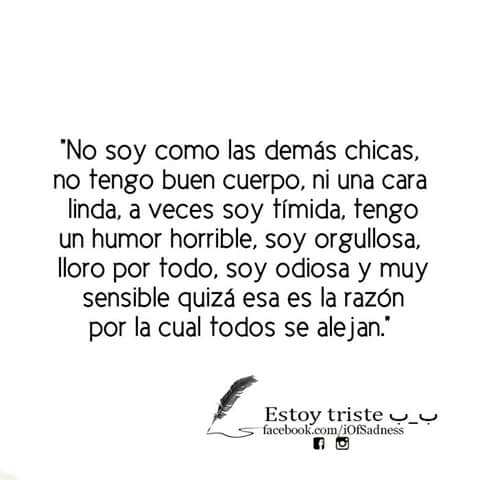 "No soy como las demás chicas,
no tengo buen cuerpo, ni una cara
linda, a veces soy tímida, tengo
un humor horrible, soy orgullosa,
lloro por todo, soy odiosa y muy
sensible quizá esa es la razón
por la cual todos se alejan."
Estoy triste ب_ب
facebook.com/iOfSadness